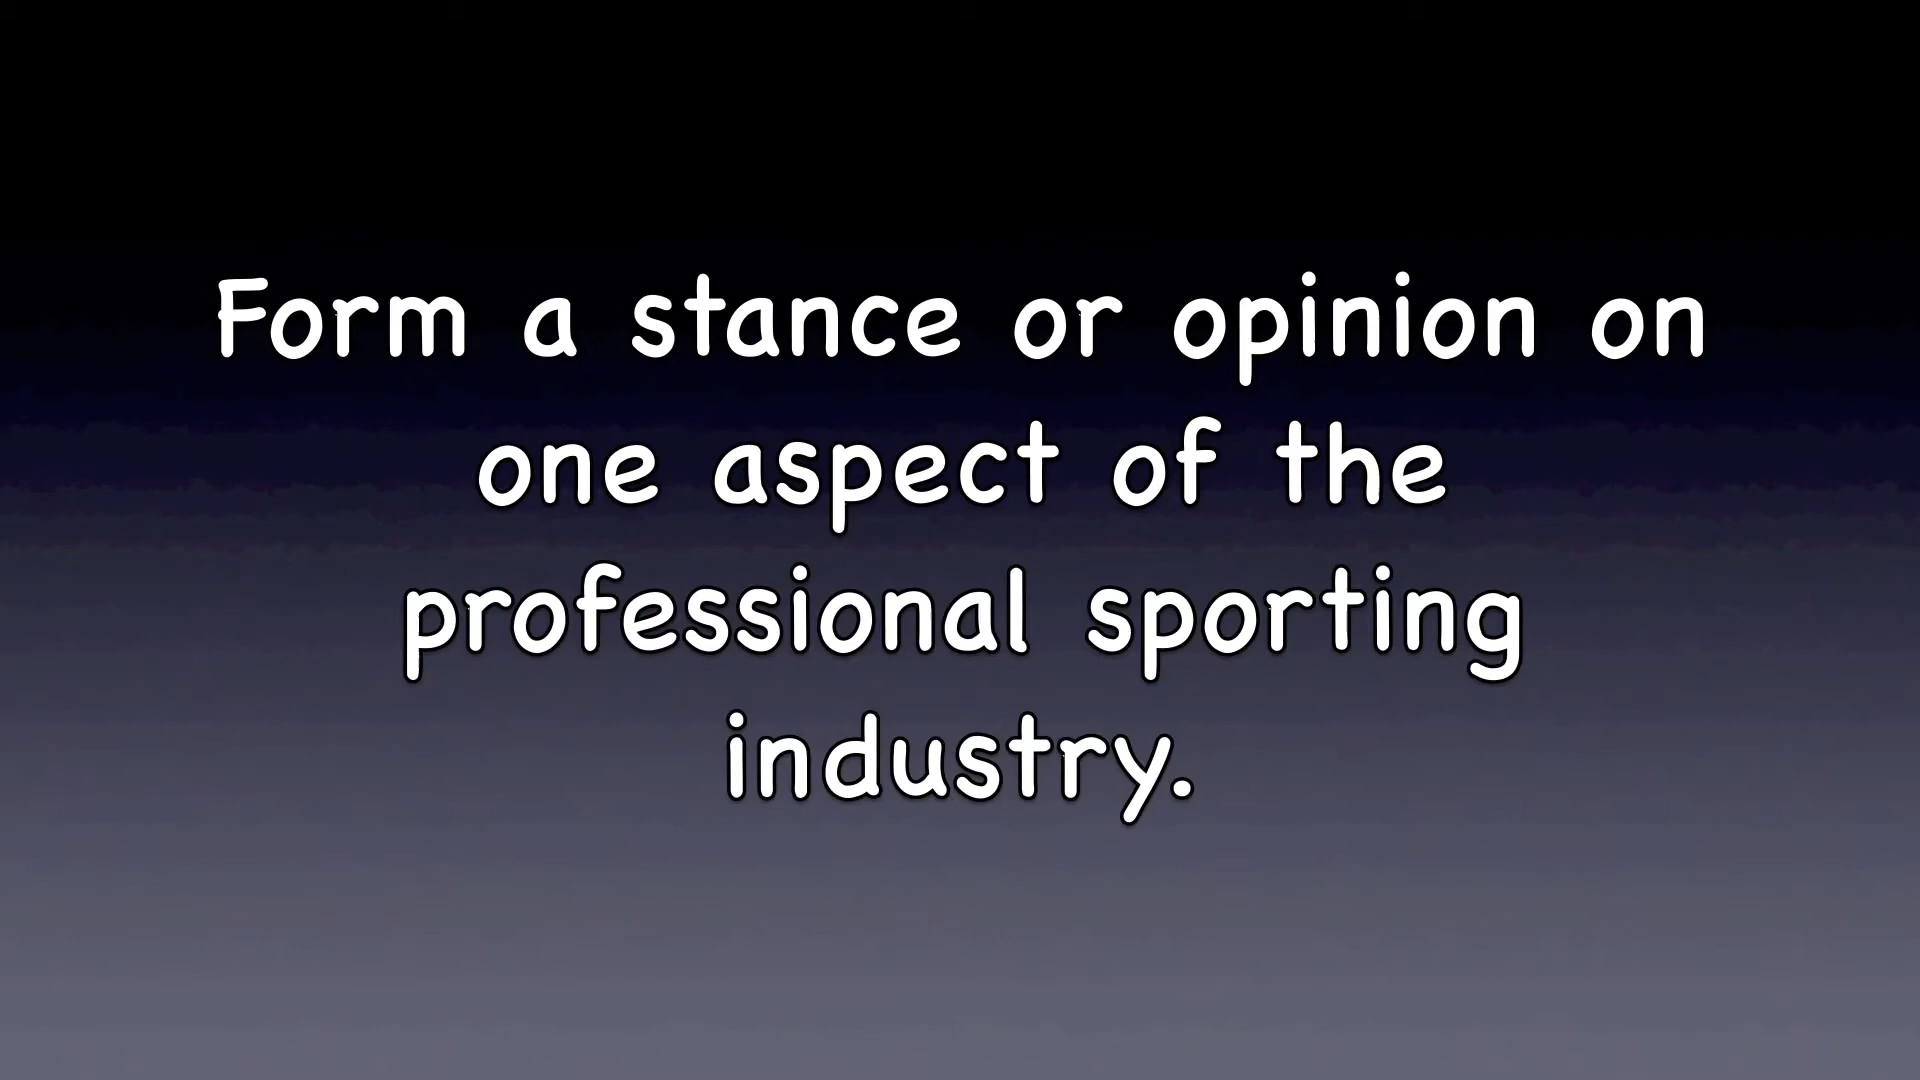 Form a stance or opinion on
one aspect of the
professional sporting
industry.